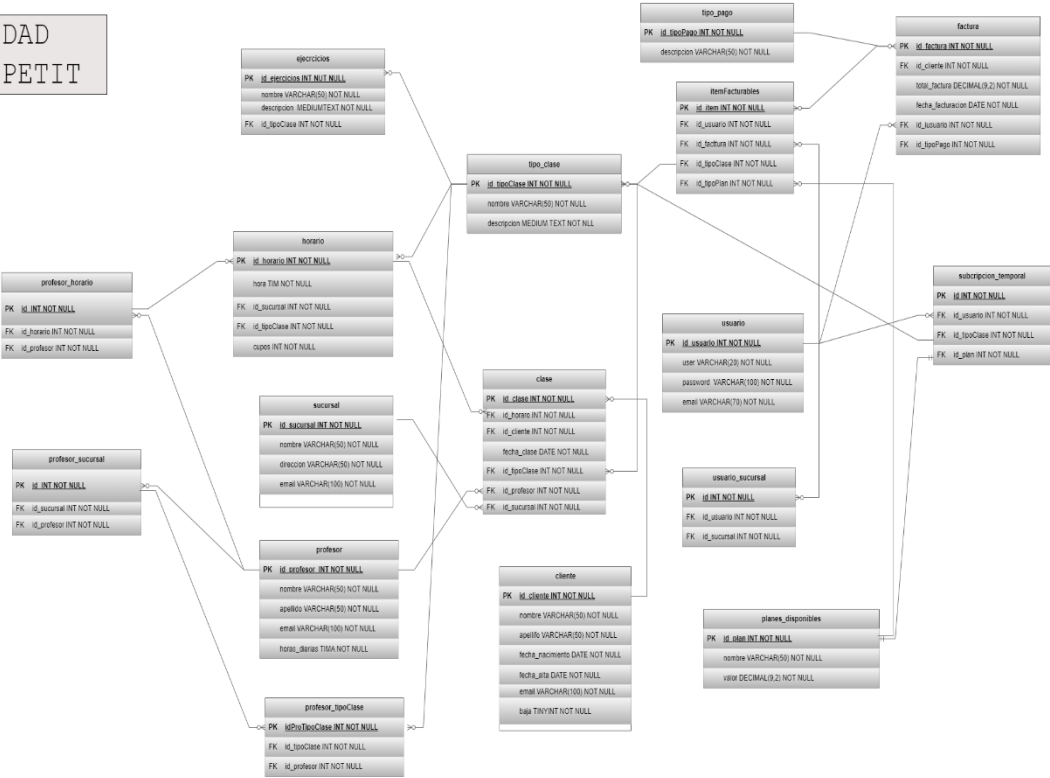 DAD
PETIT
ejecrcicios
PK id_ejercicios INT NUT NULL
nombre VARCHAR(50) NOT NULL
descripcion MEDIUMTEXT NOT NULL
FK id_tipoClase INT NOT NULL
tipo_pago
PK id_tipoPago INT NOT NULL
descripcion VARCHAR(50) NOT NULL
factura
PK id_factura INT NOT NULL
FK id_cliente INT NOT NULL
total_factura DECIMAL(9,2) NOT NULL
fecha_facturacion DATE NOT NULL
FK id_iusuario INT NOT NULL
FK id_tipoPago INT NOT NULL
itemFacturables
PK id_item INT NOT NULL
FK id_usuario INT NOT NULL
FK id_facttura INT NOT NULL
FK id_tipoClase INT NOT NULL
FK id_tipoPlan INT NOT NULL
tipo_clase
PK id_tipoClase INT NOT NULL
nombre VARCHAR(50) NOT NULL
descripcion MEDIUM TEXT NOT NLL
horario
PK id_horario INT NOT NULL
hora TIM NOT NULL
FK id_sucursal INT NOT NULL
FK id_tipoClase INT NOT NULL
cupos INT NOT NULL
profesor_horario
PK id_INT NOT NULL
FK id_horario INT NOT NULL
FK id_profesor INT NOT NULL
subcripcion_temporal
PK id INT NOT NULL
FK id_usuario INT NOT NULL
FK id_tipoClase INT NOT NULL
FK id_plan INT NOT NULL
usuario
PK id_usuario INT NOT NULL
user VARCHAR(20) NOT NULL
password VARCHAR(100) NOT NULL
email VARCHAR(70) NOT NULL
clase
PK id_clase INT NOT NULL
FK id_horaro INT NOT NULL
FK id_cliente INT NOT NULL
fecha_clase DATE NOT NULL
FK id_tipoClase INT NOT NULL
FK id_profesor INT NOT NULL
FK id_sucursal INT NOT NULL
sucursal
PK id_sucursal INT NOT NULL
nombre VARCHAR(50) NOT NULL
direccion VARCHAR(50) NOT NULL
email VARCHAR(100) NOT NULL
profesor_sucursal
PK id_INT NOT NULL
FK id_sucursal INT NOT NULL
FK id_profesor INT NOT NULL
usuario_sucursal
PK id INT NOT NULL
FK id_usuario INT NOT NULL
FK id_sucursal INT NOT NULL
profesor
PK id_profesor INT NOT NULL
nombre VARCHAR(50) NOT NULL
apellido VARCHAR(50) NOT NULL
email VARCHAR(100) NOT NULL
horas_diarias TIMA NOT NULL
cliente
PK id_cliente INT NOT NULL
nombre VARCHAR(50) NOT NULL
apellifo VARCHAR(50) NOT NULL
fecha_nacimiento DATE NOT NULL
fecha_alta DATE NOT NULL
email VARCHAR(100) NOT NULL
baja TINYINT NOT NULL
planes_disponibles
PK id_plan INT NOT NULL
nombre VARCHAR(50) NOT NULL
valor DECIMAL(9,2) NOT NULL
profesor_tipoClase
PK idProTipoClase INT NOT NULL
FK id_tipoClase INT NOT NULL
FK id_profesor INT NOT NULL